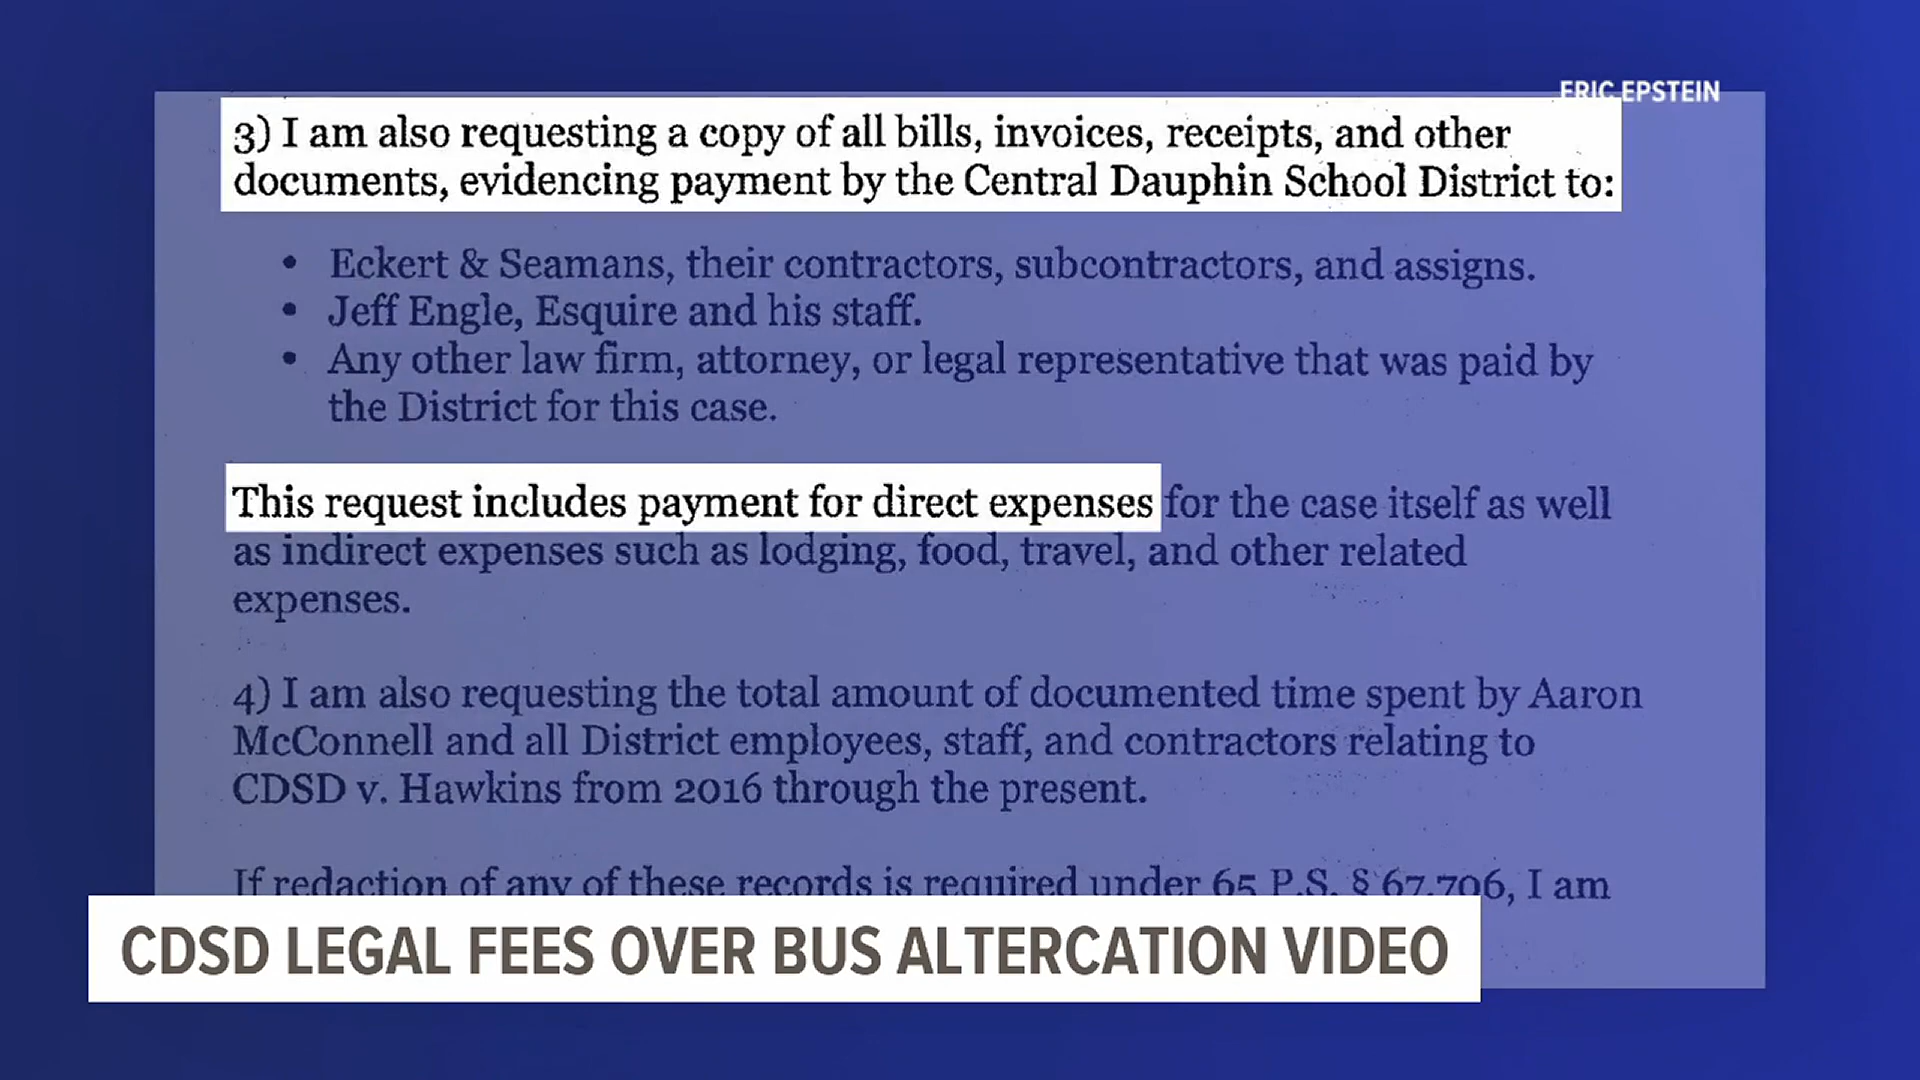 ERIC EPSTEIN
3) I am also requesting a copy of all bills, invoices, receipts, and other
documents, evidencing payment by the Central Dauphin School District to:
• Eckert & Seamans, their contractors, subcontractors, and assigns.
• Jeff Engle, Esquire and his staff.
• Any other law firm, attorney, or legal representative that was paid by
the District for this case.
This request includes payment for direct expenses for the case itself as well
as indirect expenses such as lodging, food, travel, and other related
expenses.
4) I am also requesting the total amount of documented time spent by Aaron
McConnell and all District employees, staff, and contractors relating to
CDSD v. Hawkins from 2016 through the present.
If redaction of any of these records is required under 65 P.S. § 67.706, I am
CDSD LEGAL FEES OVER BUS ALTERCATION VIDEO